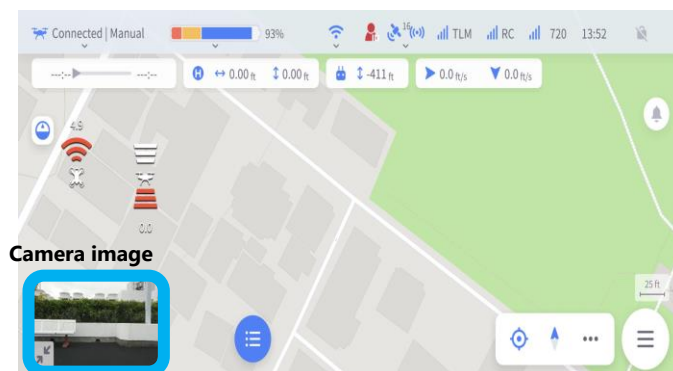 Connected | Manual 93% 16 TLM RC 720 13:52
---:-- ---:-- H 0.00 ft 0.00 ft -411 ft 0.0 ft/s 0.0 ft/s
4.9
0.0
Camera image
25 ft